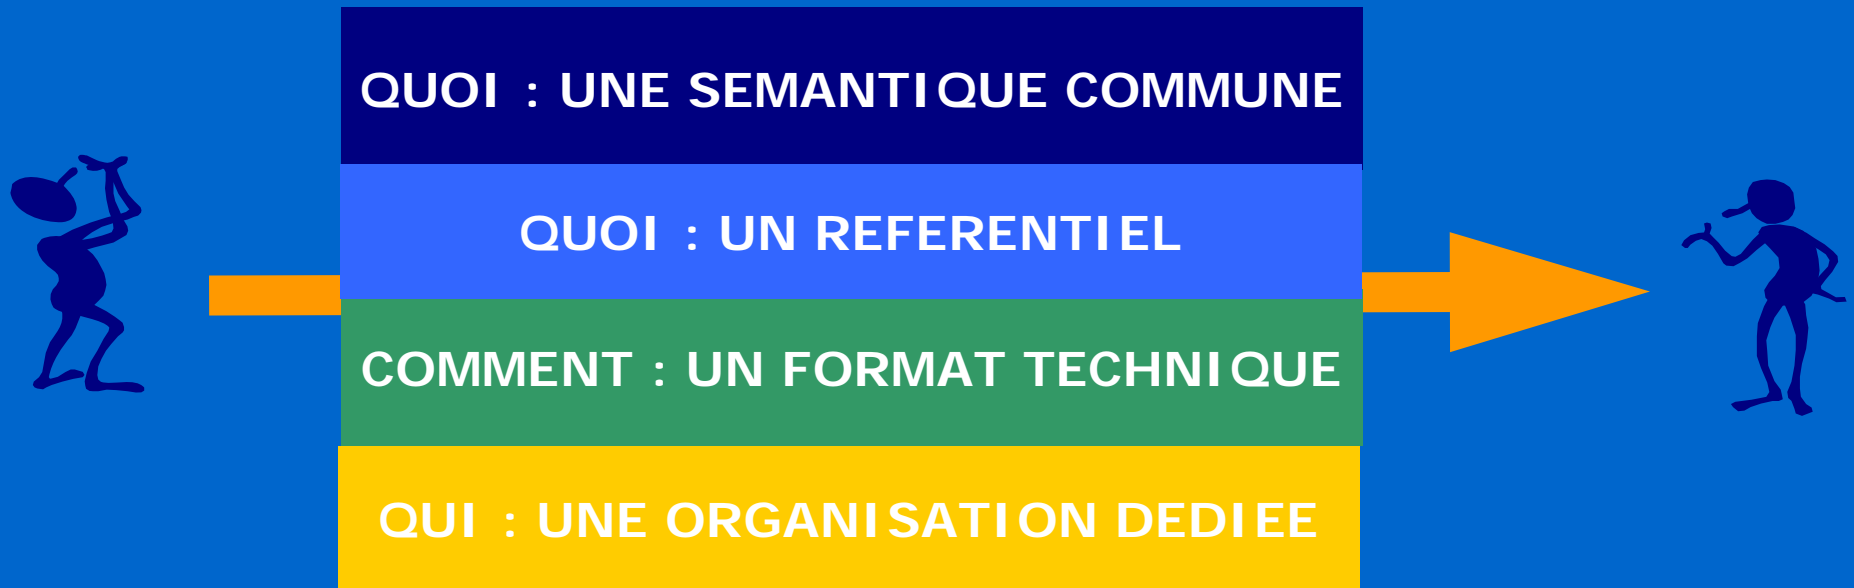 QUOI : UNE SEMANTIQUE COMMUNE
QUOI : UN REFERENTIEL
COMMENT : UN FORMAT TECHNIQUE
QUI : UNE ORGANISATION DEDIEE